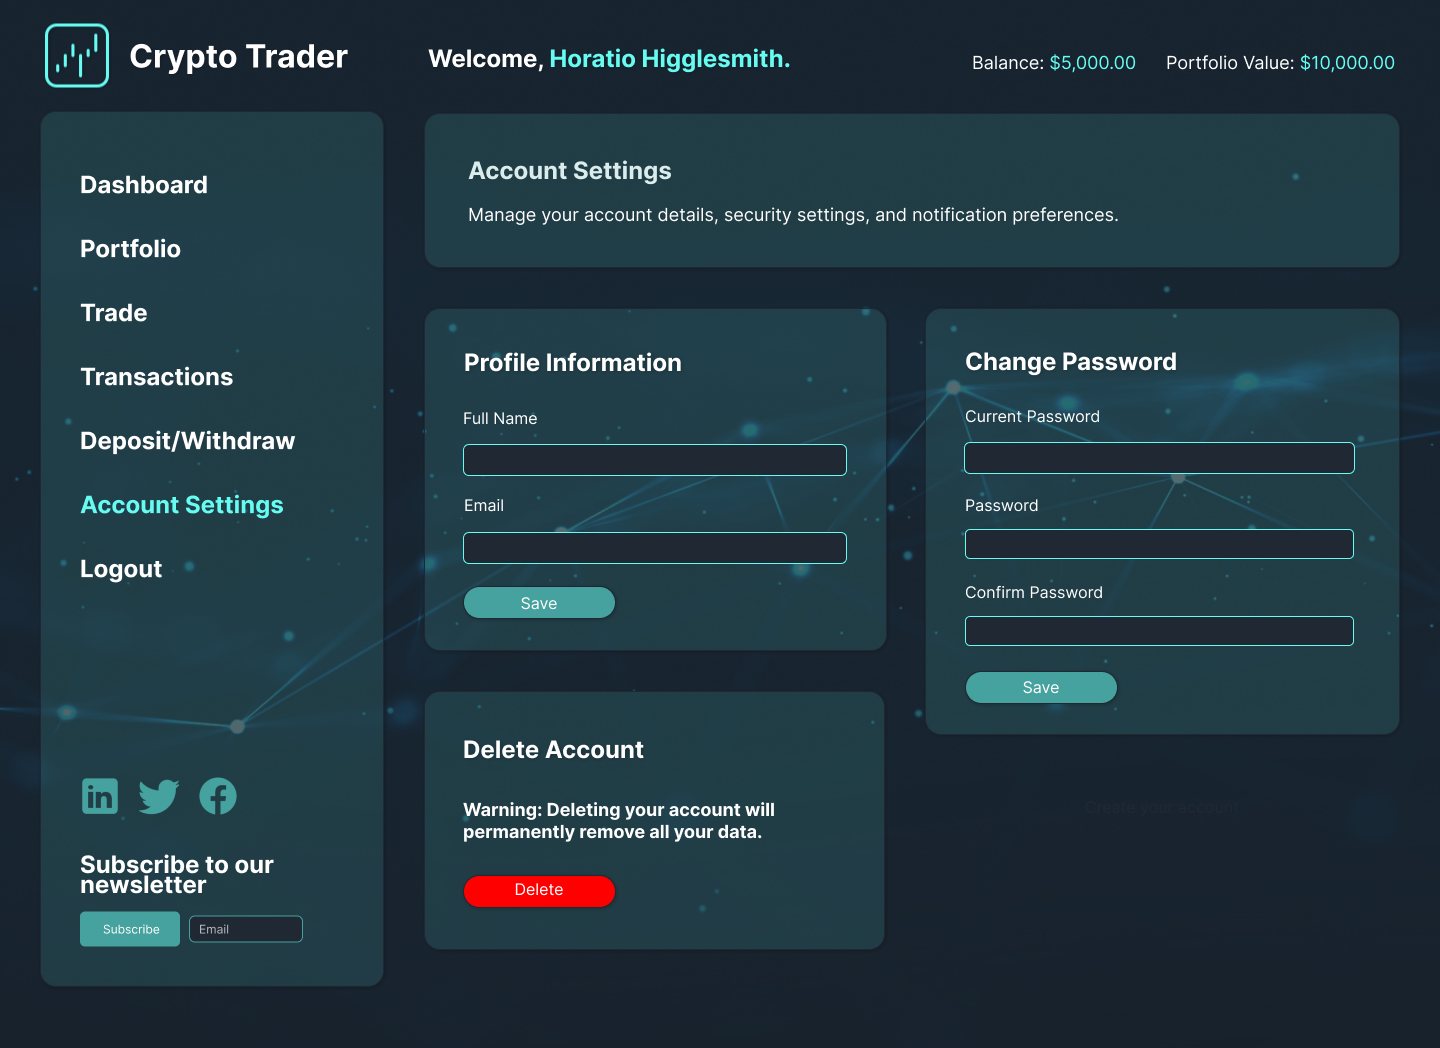 Crypto Trader
Welcome, Horatio Higglesmith.
Balance: $5,000.00
Portfolio Value: $10,000.00
Dashboard
Portfolio
Trade
Transactions
Deposit/Withdraw
Account Settings
Logout
in
Subscribe to our
newsletter
Subscribe
Email
Account Settings
Manage your account details, security settings, and notification preferences.
Profile Information
Full Name
Email
Save
Change Password
Current Password
Password
Confirm Password
Save
Delete Account
Warning: Deleting your account will
permanently remove all your data.
Delete
Create your account